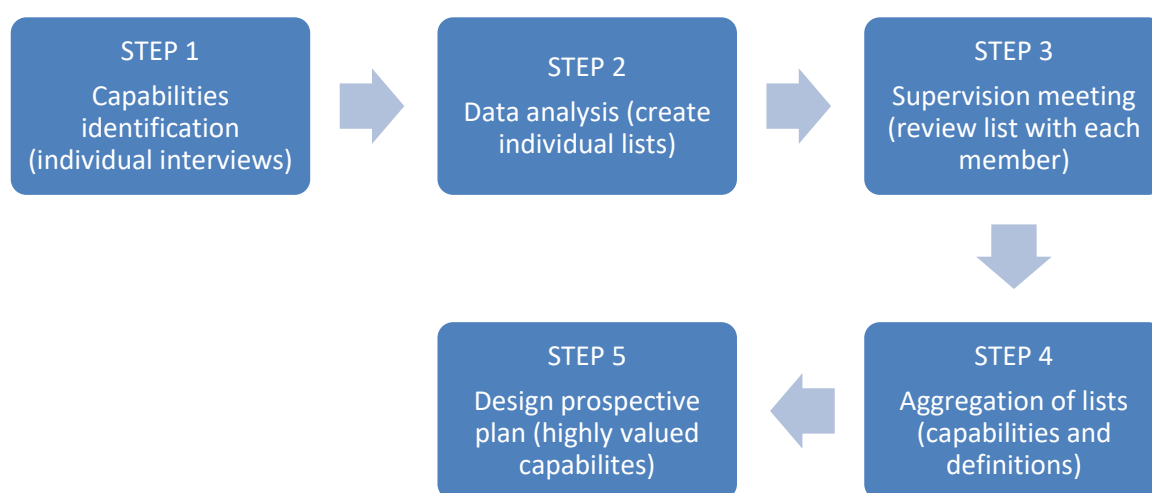 STEP 1
Capabilities
identification
(individual interviews)
STEP 2
Data analysis (create
individual lists)
STEP 3
Supervision meeting
(review list with each
member)
STEP 4
Aggregation of lists
(capabilities and
definitions)
STEP 5
Design prospective
plan (highly valued
capabilites)